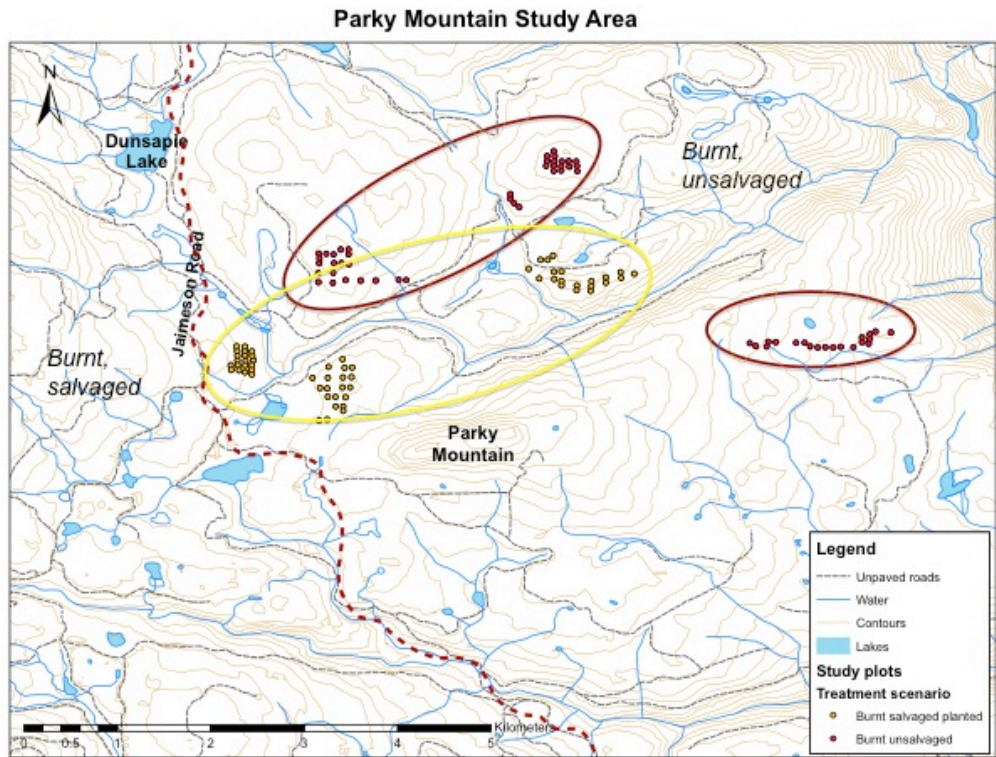 Parky Mountain Study Area
N
Dunsapie
Lake
Burnt,
unsalvaged
Jaimeson Road
Burnt,
salvaged
Parky
Mountain
Legend
Unpaved roads
Water
Contours
Lakes
Study plots
Treatment scenario
Burnt salvaged planted
Burnt unsalvaged
Kilometers
0 0.5 1 2 3 4 5